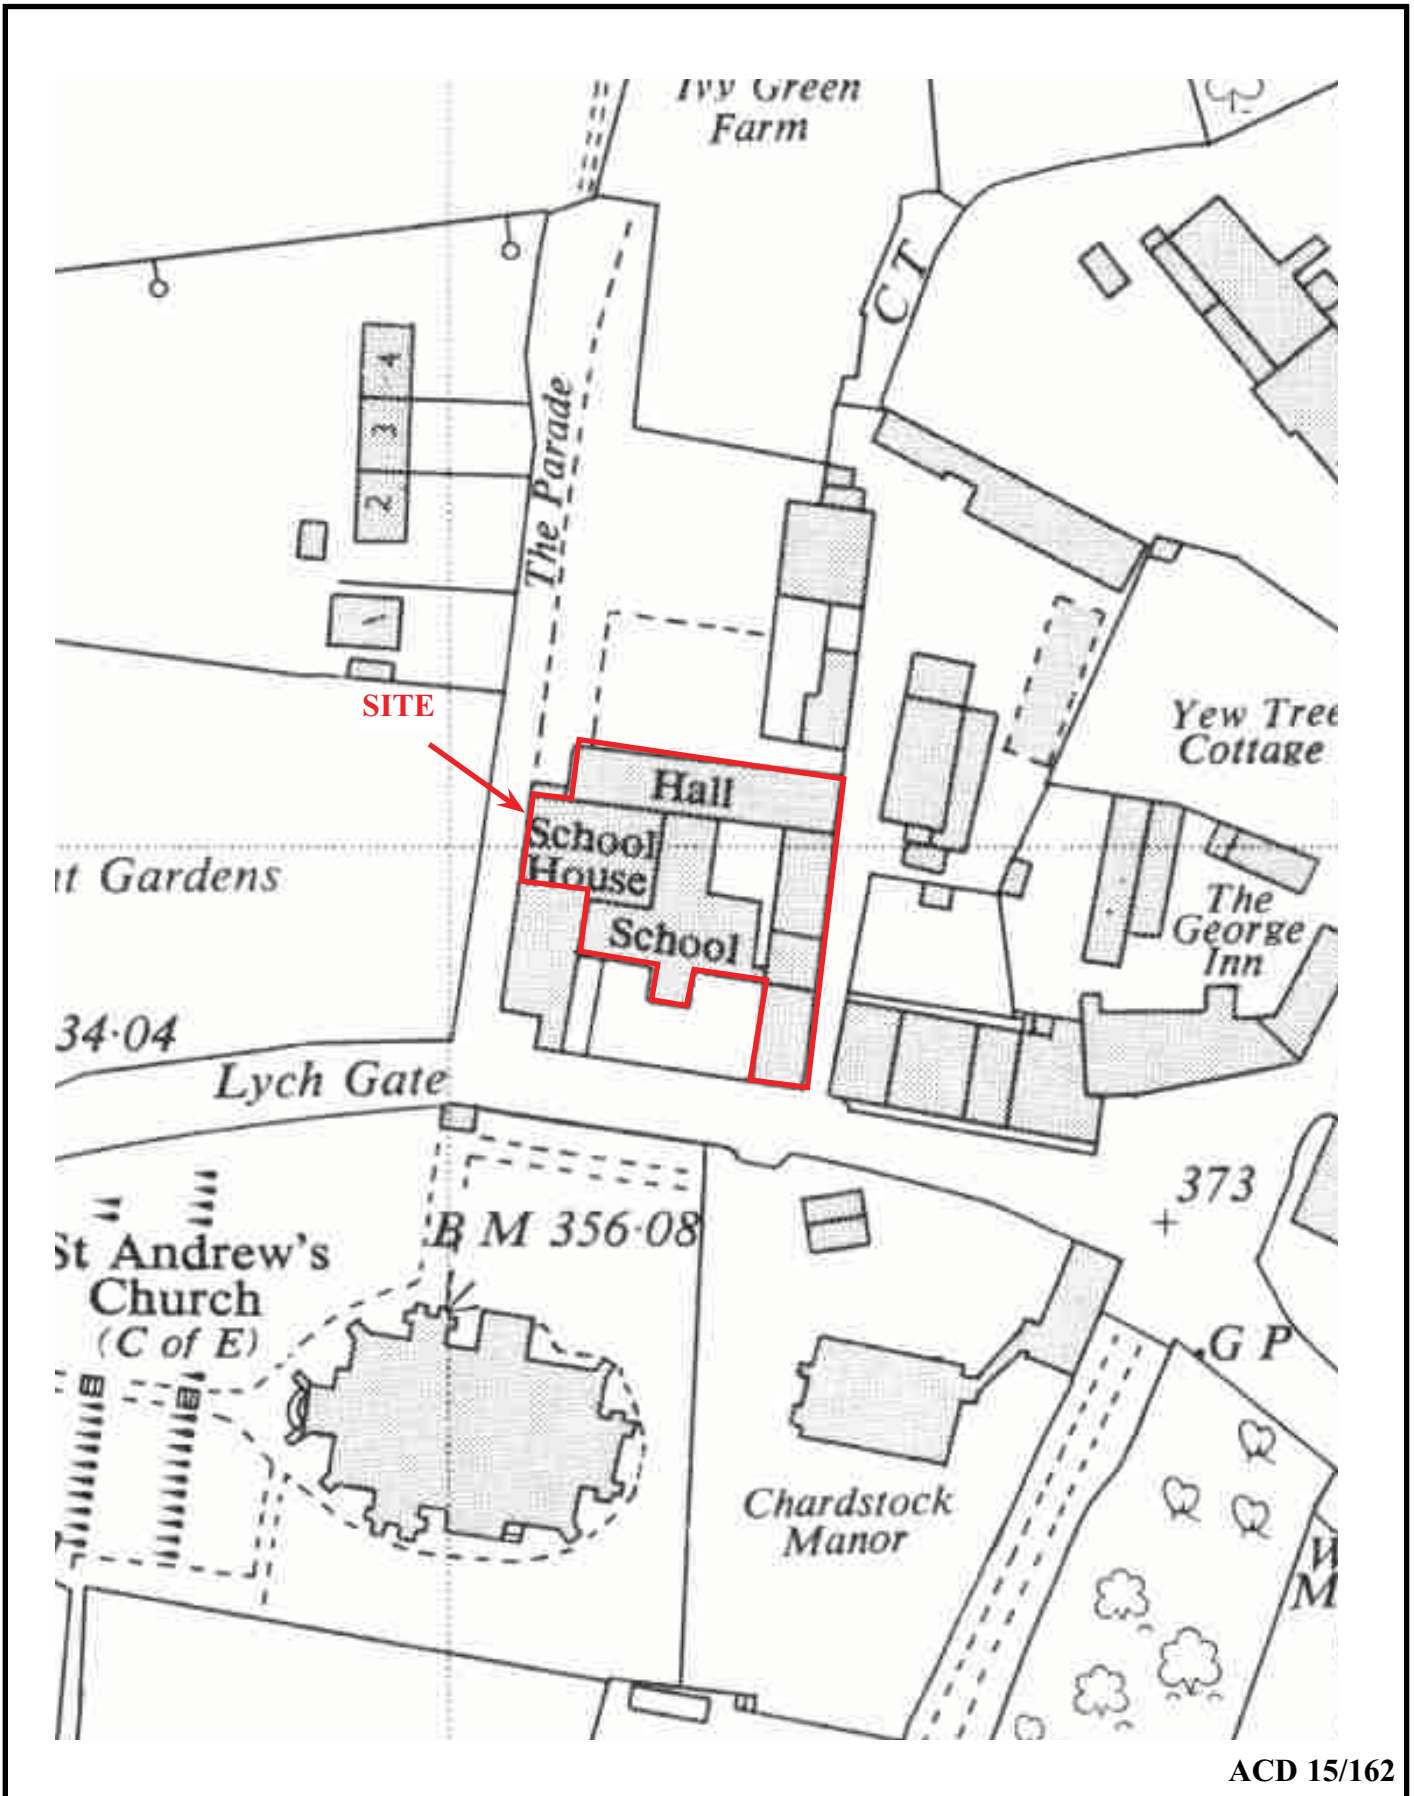 Ivy Green
Farm
C T
4
3
2
1
The Parade
SITE
Hall
School
House
School
Yew Tree
Cottage
The
George
Inn
Gardens
34·04
Lych Gate
373
B M 356·08
St Andrew's
Church
(C of E)
G P
Chardstock
Manor
W
M
ACD 15/162